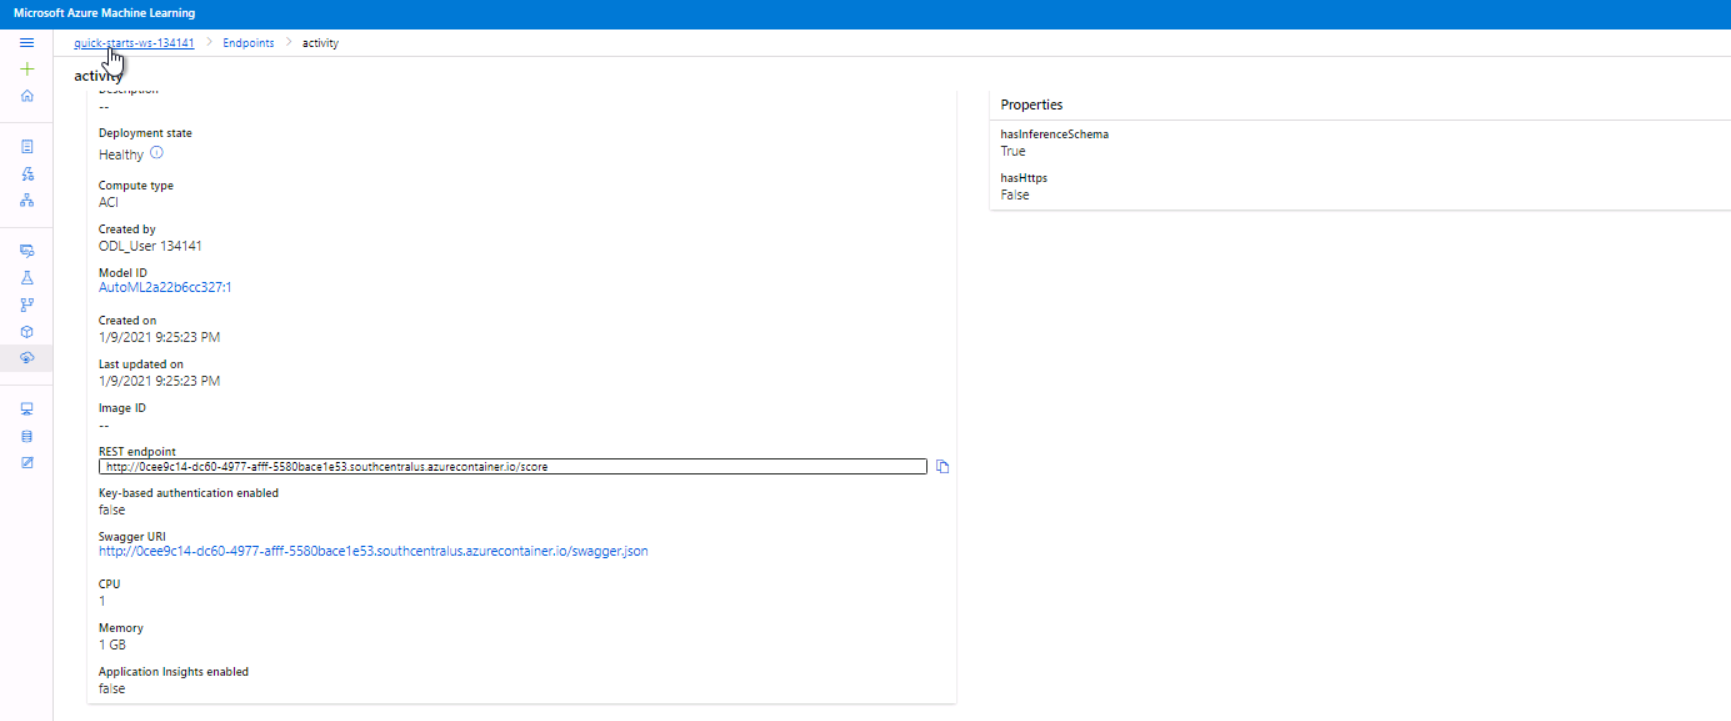 Microsoft Azure Machine Learning
quick-starts-ws-134141 > Endpoints > activity
activity
Description
--
Deployment state
Healthy
Compute type
ACI
Created by
ODL_User 134141
Model ID
AutoML2a22b6cc327:1
Created on
1/9/2021 9:25:23 PM
Last updated on
1/9/2021 9:25:23 PM
Image ID
--
REST endpoint
http://0cee9c14-dc60-4977-afff-5580bace1e53.southcentralus.azurecontainer.io/score
Key-based authentication enabled
false
Swagger URI
http://0cee9c14-dc60-4977-afff-5580bace1e53.southcentralus.azurecontainer.io/swagger.json
CPU
1
Memory
1 GB
Application Insights enabled
false
Properties
hasInferenceSchema
True
hasHttps
False